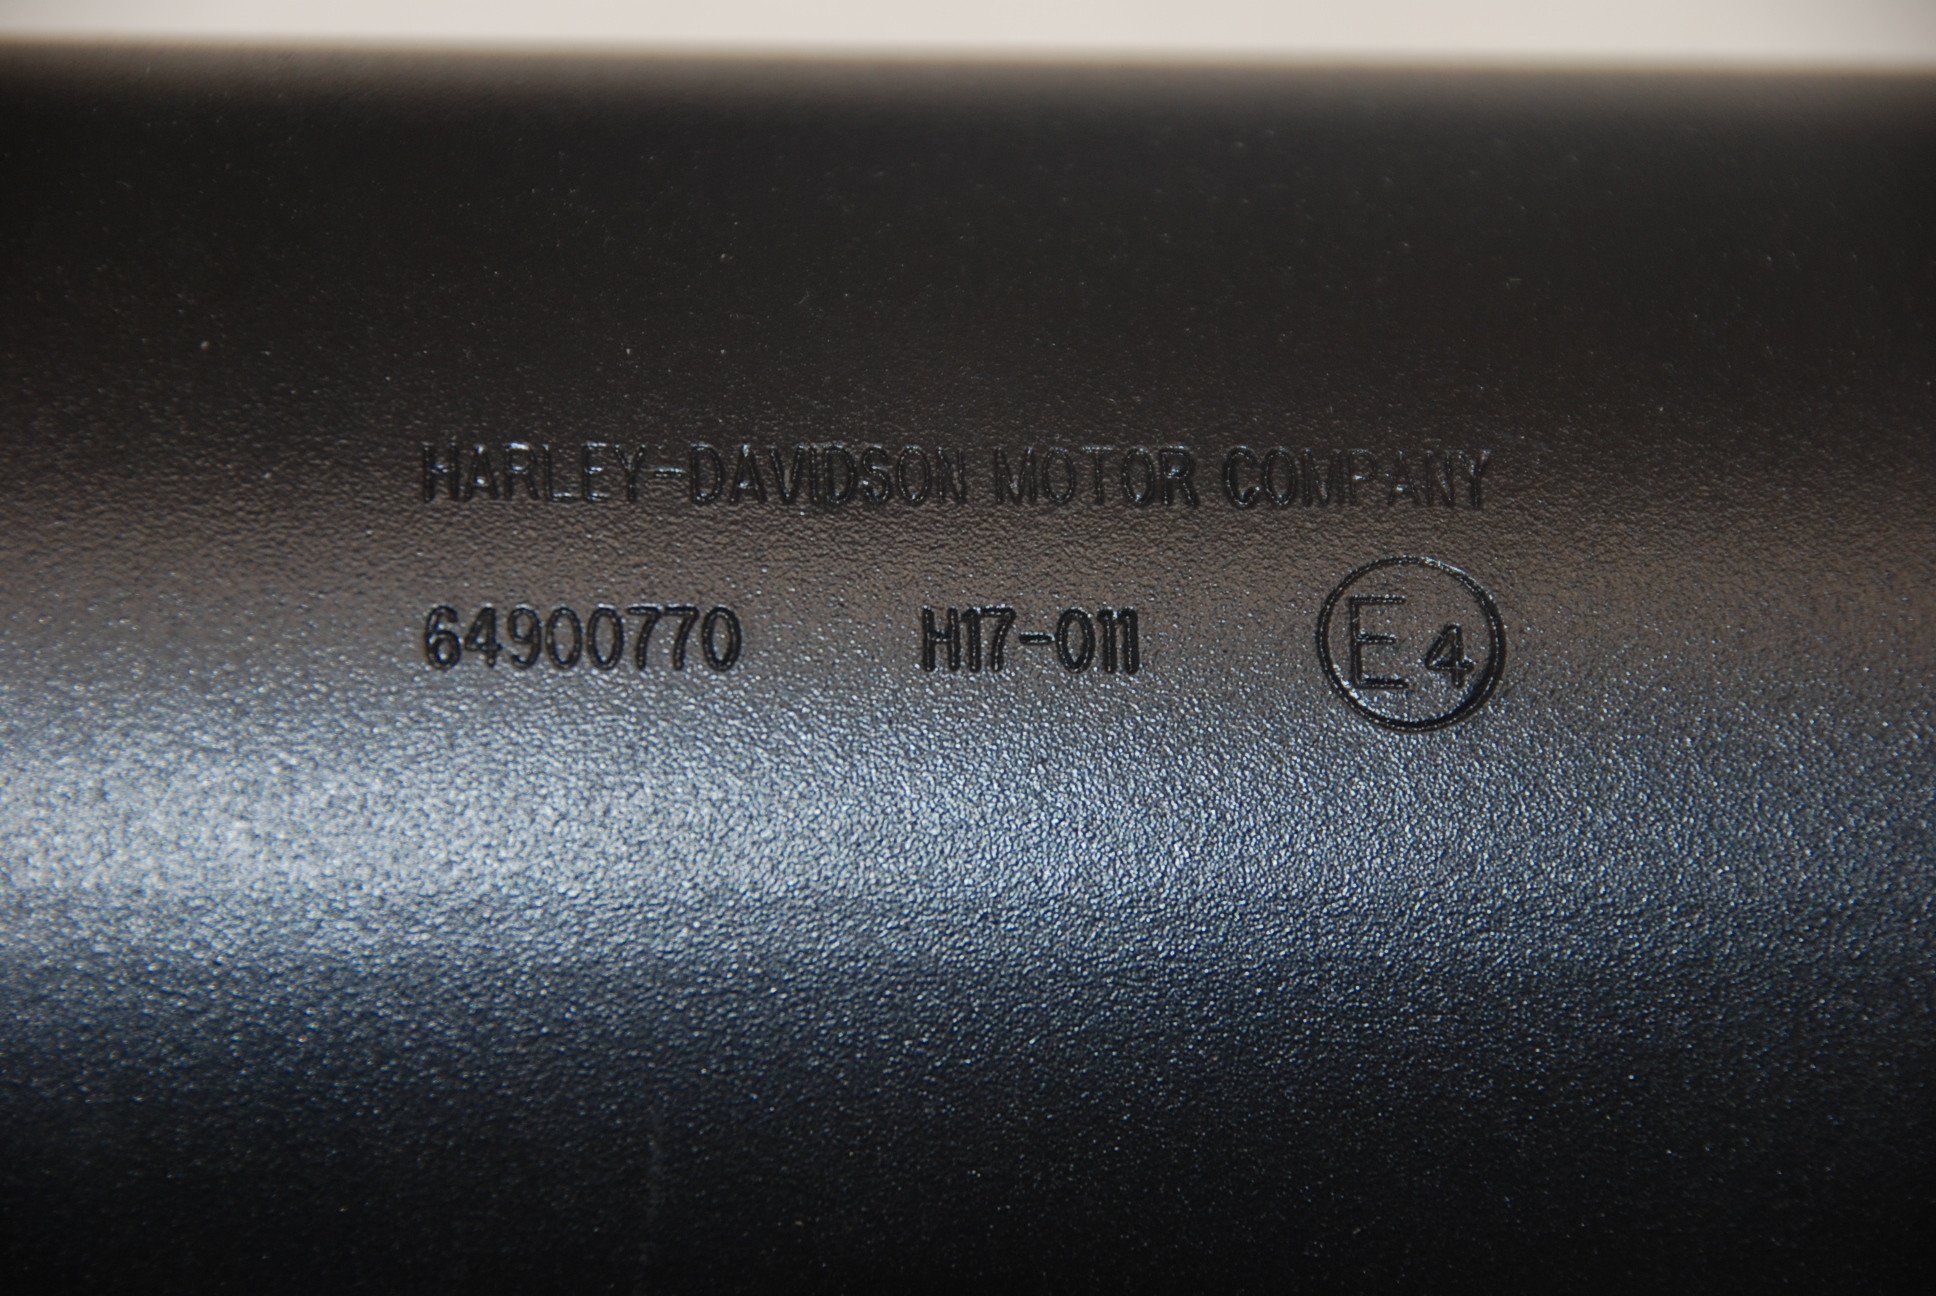 HARLEY-DAVIDSON MOTOR COMPANY
64900770 H17-011 E4